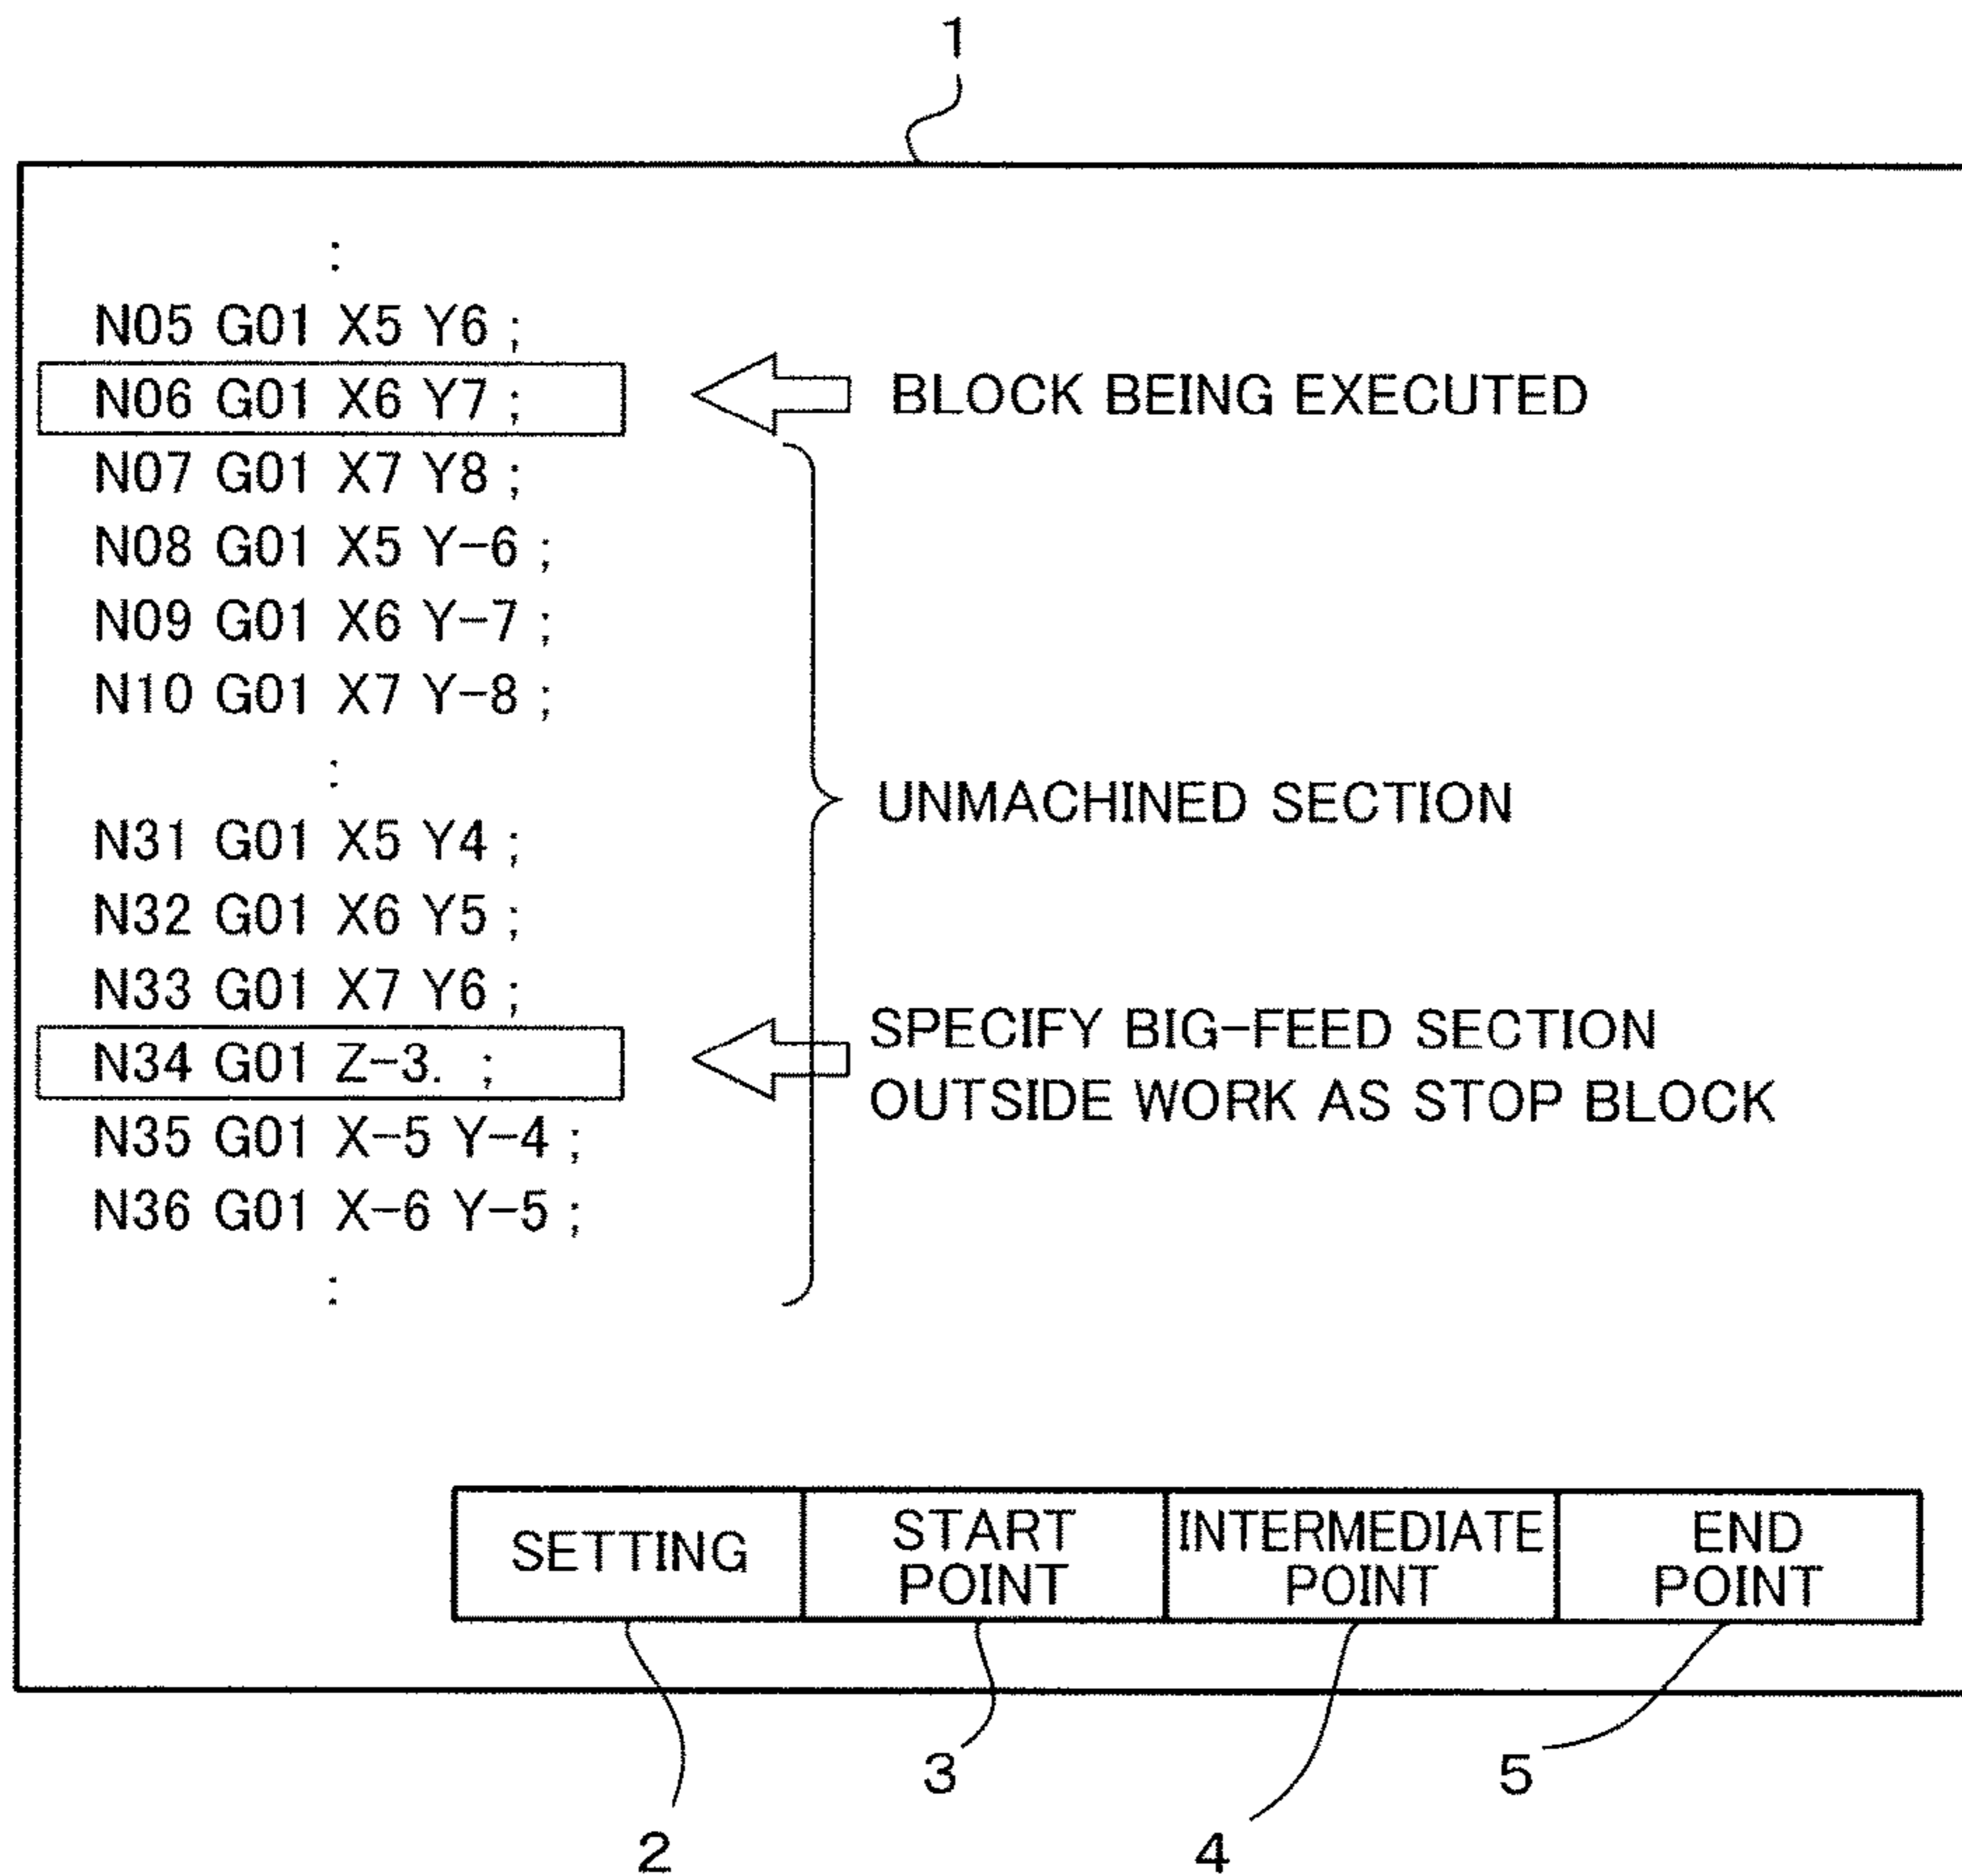 1
:
N05 G01 X5 Y6 ;
N06 G01 X6 Y7 ;
BLOCK BEING EXECUTED
N07 G01 X7 Y8 ;
N08 G01 X5 Y-6 ;
N09 G01 X6 Y-7 ;
N10 G01 X7 Y-8 ;
:
UNMACHINED SECTION
N31 G01 X5 Y4 ;
N32 G01 X6 Y5 ;
N33 G01 X7 Y6 ;
N34 G01 Z-3. ;
SPECIFY BIG-FEED SECTION
OUTSIDE WORK AS STOP BLOCK
N35 G01 X-5 Y-4 ;
N36 G01 X-6 Y-5 ;
:
SETTING
START
POINT
INTERMEDIATE
POINT
END
POINT
2
3
4
5